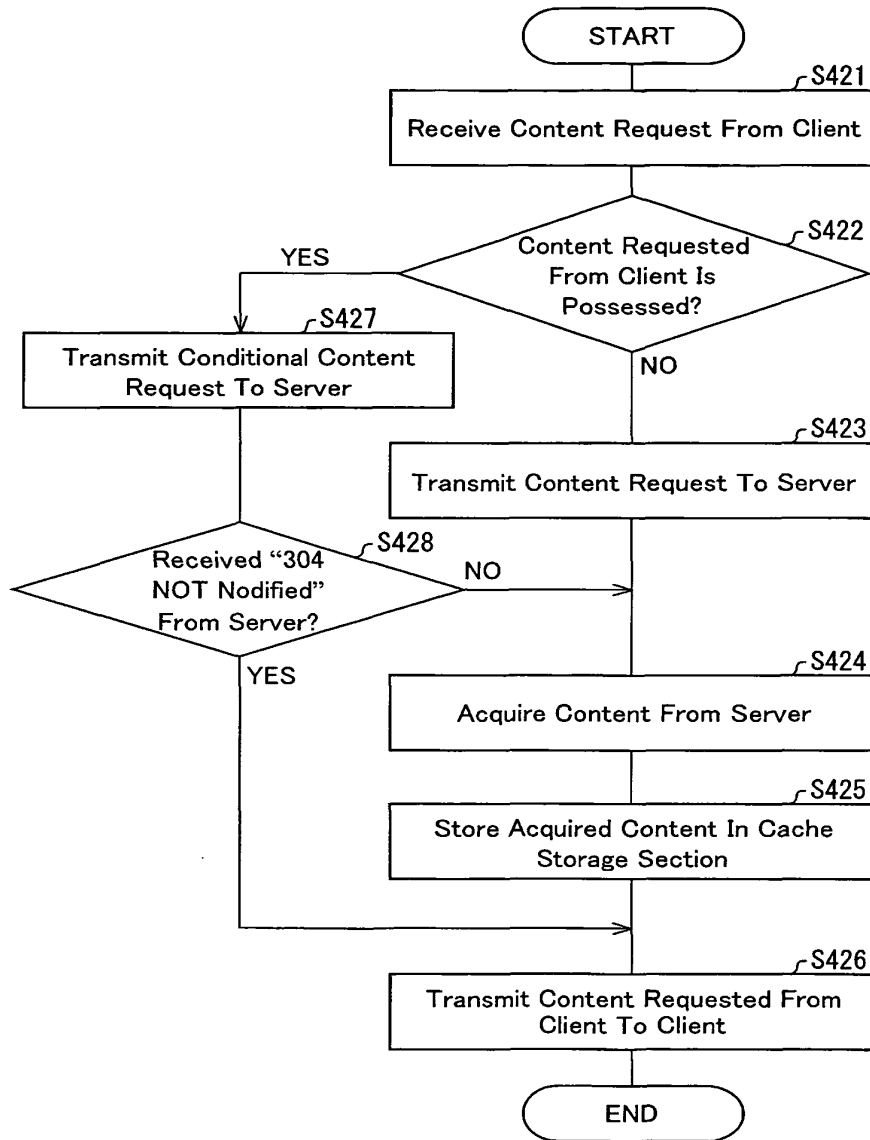 START
S421
Receive Content Request From Client
S422
Content Requested
From Client Is
Possessed?
YES
NO
S427
Transmit Conditional Content
Request To Server
S423
Transmit Content Request To Server
S428
Received “304
NOT Nodified”
From Server?
NO
YES
S424
Acquire Content From Server
S425
Store Acquired Content In Cache
Storage Section
S426
Transmit Content Requested From
Client To Client
END